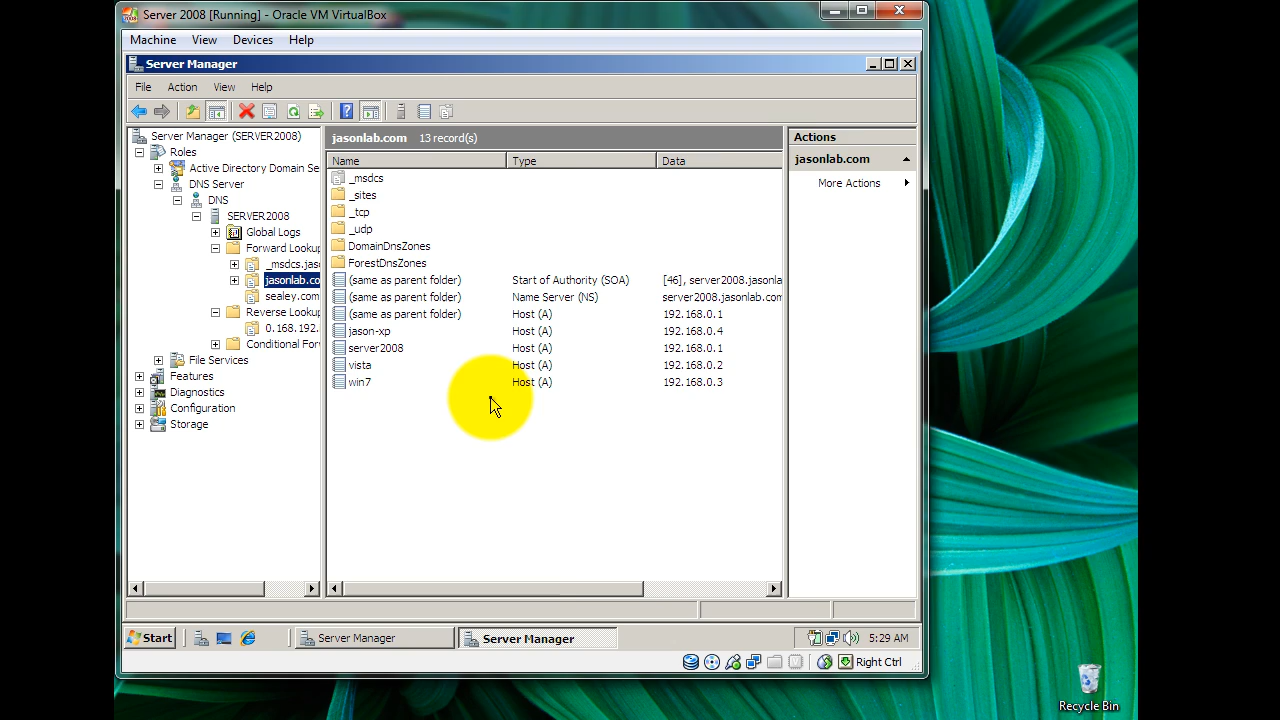 Server 2008 [Running] - Oracle VM VirtualBox
Machine View Devices Help
Server Manager
File Action View Help
Server Manager (SERVER2008)
Roles
Active Directory Domain Se
DNS Server
DNS
SERVER2008
Global Logs
Forward Looku
_msdcs.jas
jasonlab.co
sealey.com
Reverse Looku
0.168.192.
Conditional For
File Services
Features
Diagnostics
Configuration
Storage
jasonlab.com 13 record(s)
Name Type Data
_msdcs
_sites
_tcp
_udp
DomainDnsZones
ForestDnsZones
(same as parent folder) Start of Authority (SOA) [46], server2008.jasonla
(same as parent folder) Name Server (NS) server2008.jasonlab.com
(same as parent folder) Host (A) 192.168.0.1
jason-xp Host (A) 192.168.0.4
server2008 Host (A) 192.168.0.1
vista Host (A) 192.168.0.2
win7 Host (A) 192.168.0.3
Actions
jasonlab.com
More Actions
Start Server Manager Server Manager 5:29 AM
Right Ctrl
Recycle Bin